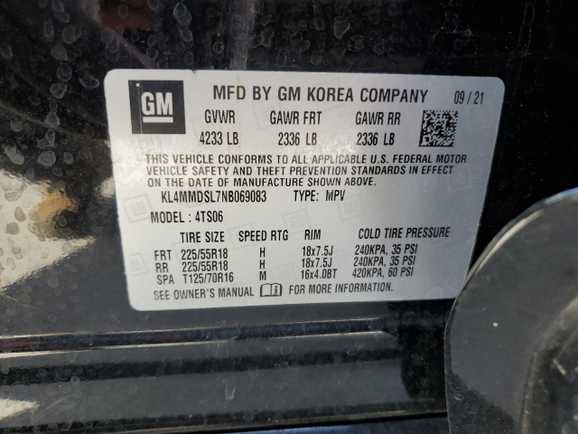 GM
MFD BY GM KOREA COMPANY 09/21
GVWR GAWR FRT GAWR RR
4233 LB 2336 LB 2336 LB
THIS VEHICLE CONFORMS TO ALL APPLICABLE U.S. FEDERAL MOTOR
VEHICLE SAFETY AND THEFT PREVENTION STANDARDS IN EFFECT
ON THE DATE OF MANUFACTURE SHOWN ABOVE.
KL4MMDSL7NB069083 TYPE: MPV
MODEL: 4TS06
TIRE SIZE SPEED RTG RIM COLD TIRE PRESSURE
FRT 225/55R18 H 18x7.5J 240KPA, 35 PSI
RR 225/55R18 H 18x7.5J 240KPA, 35 PSI
SPA T125/70R16 M 16x4.0BT 420KPA, 60 PSI
SEE OWNER'S MANUAL FOR MORE INFORMATION